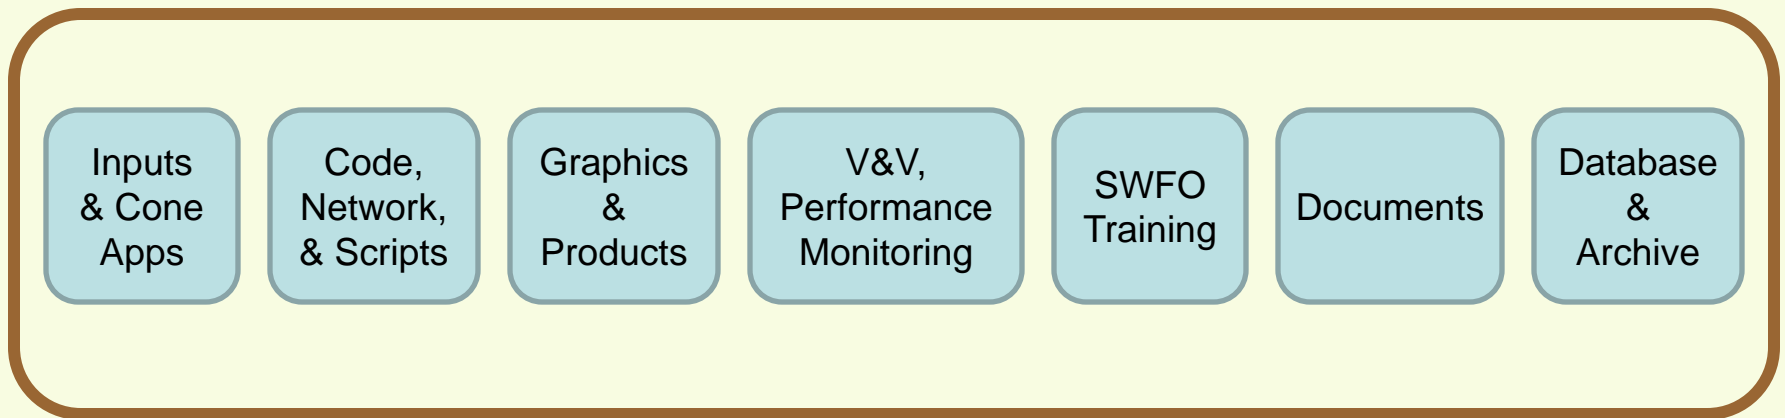 Inputs
& Cone
Apps
Code,
Network,
& Scripts
Graphics
&
Products
V&V,
Performance
Monitoring
SWFO
Training
Documents
Database
&
Archive